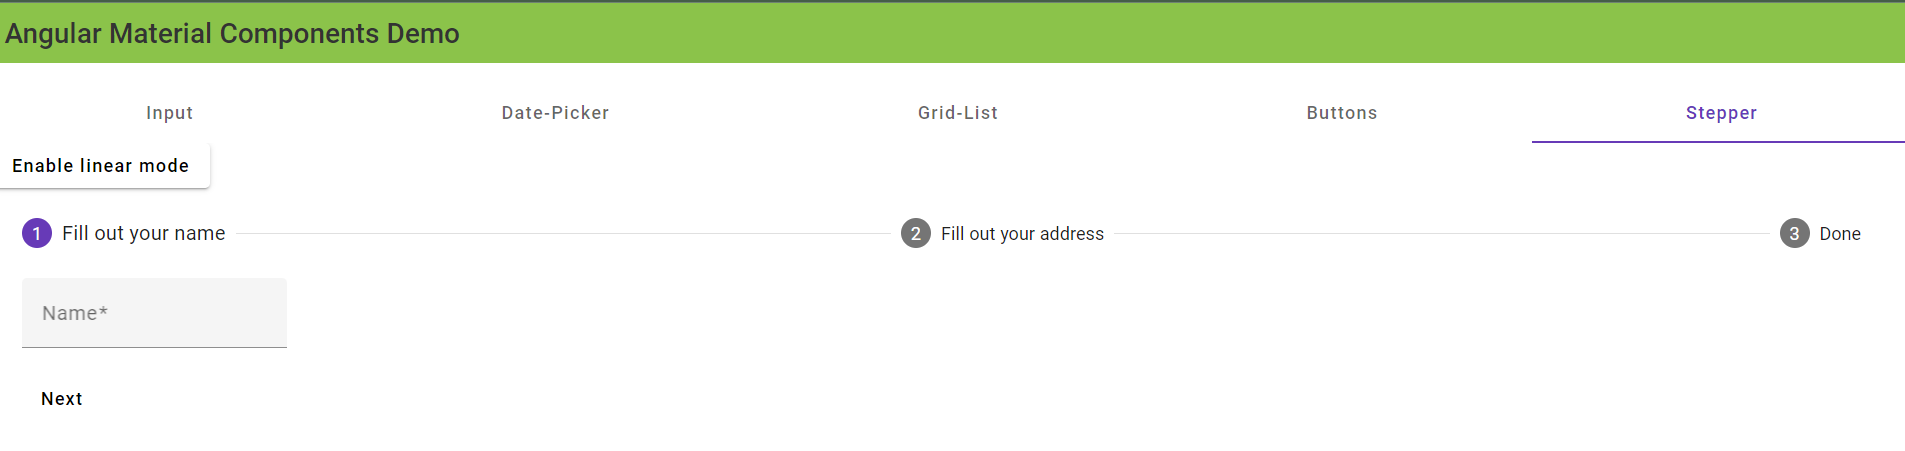 Angular Material Components Demo
Input Date-Picker Grid-List Buttons Stepper
Enable linear mode
1 Fill out your name 2 Fill out your address 3 Done
Name*
Next